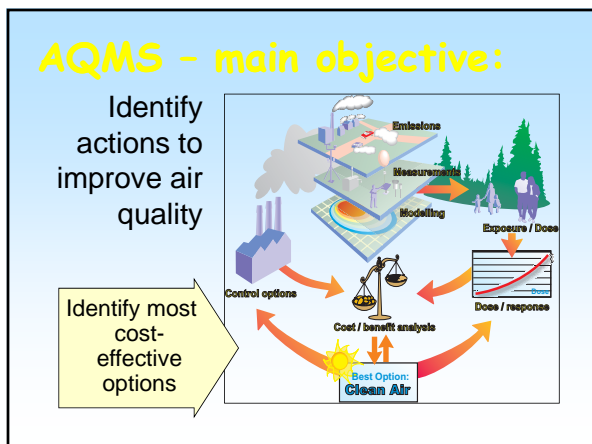 AQMS – main objective:
Identify
actions to
improve air
quality
Emissions
Measurements
Modelling
Exposure / Dose
Control options
Dose
Dose / response
Cost / benefit analysis
Identify most
cost-
effective
options
Best Option:
Clean Air